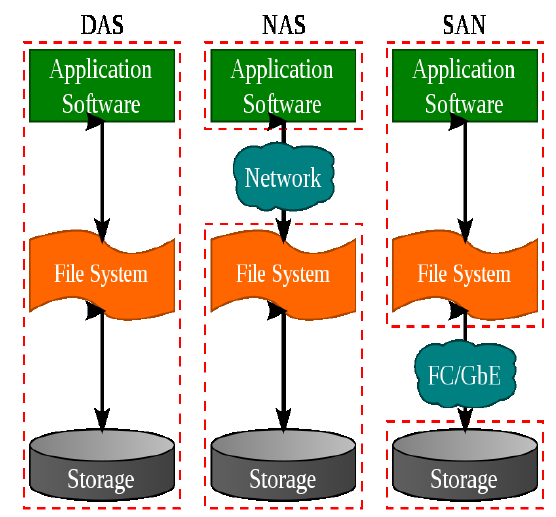 DAS
NAS
SAN
Application
Software
Application
Software
Application
Software
Network
File System
File System
File System
FC/GbE
Storage
Storage
Storage